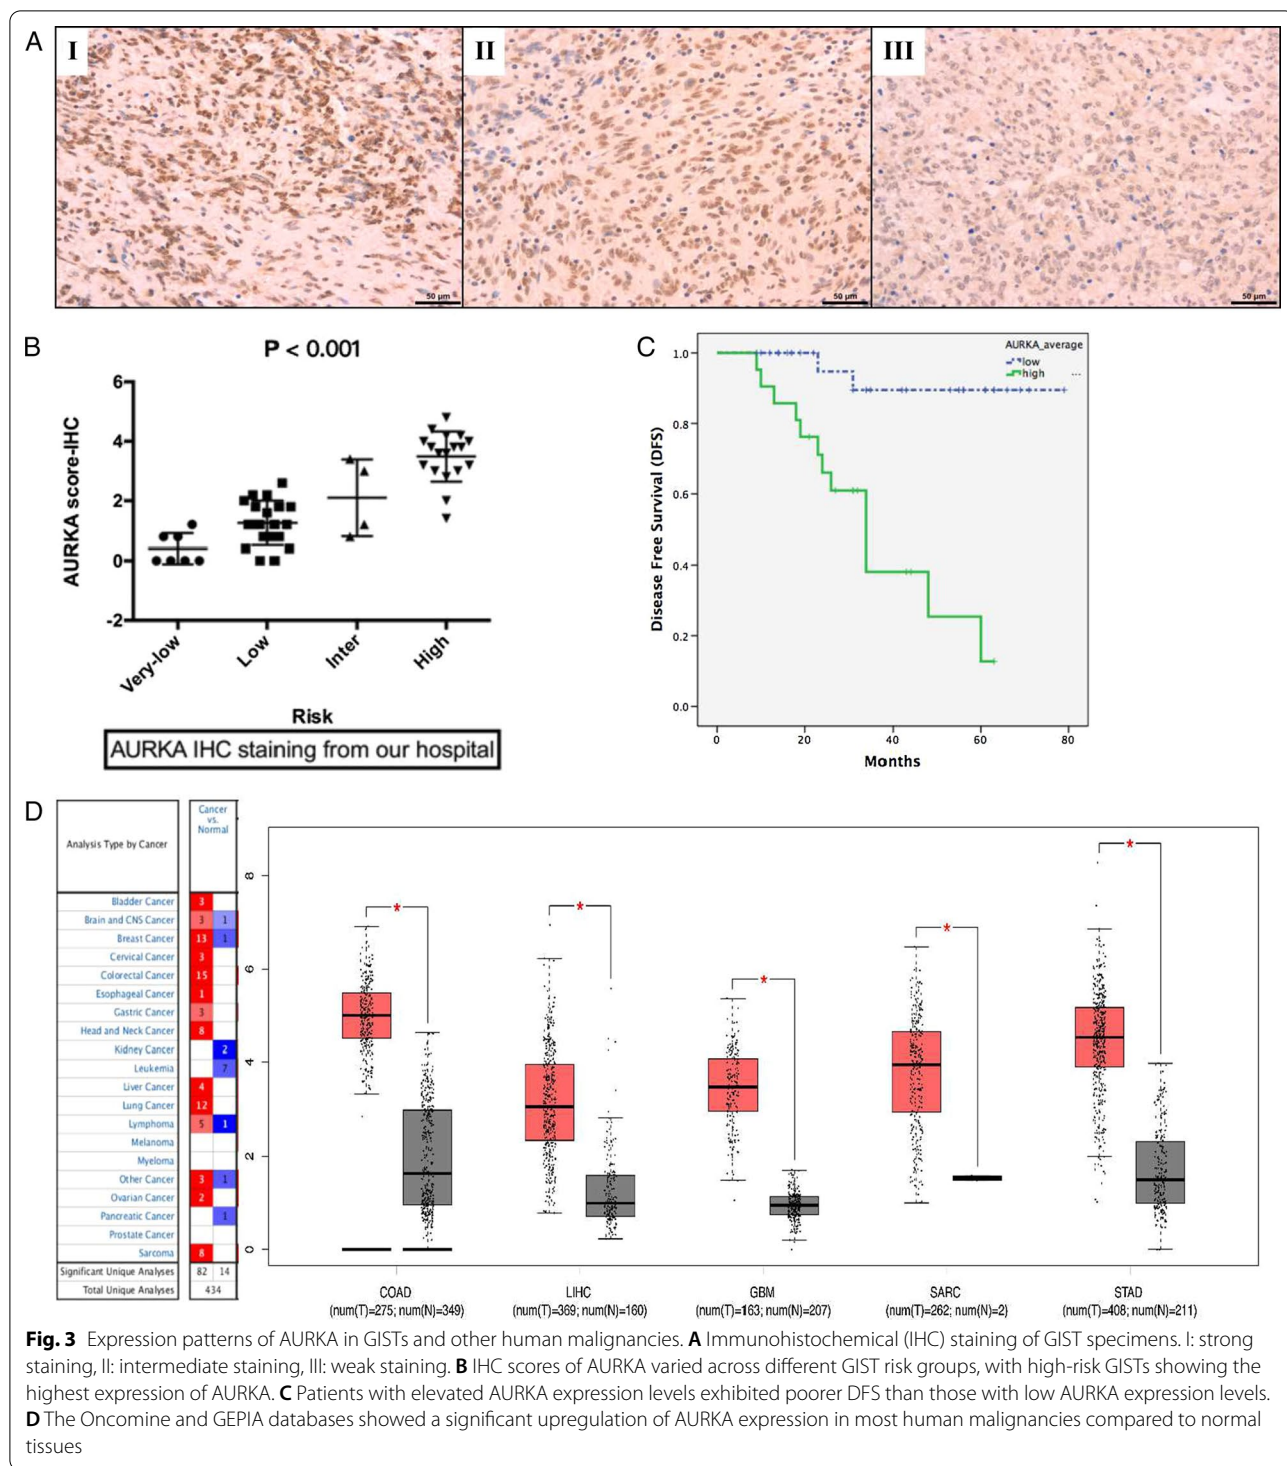 A
I
II
III
50 µm
50 µm
50 µm
B
P < 0.001
AURKA score-IHC
6
4
2
0
-2
Very-low
Low
Inter
High
Risk
AURKA IHC staining from our hospital
C
AURKA_average
low
high
...
Disease Free Survival (DFS)
1.0
0.8
0.6
0.4
0.2
0.0
0 20 40 60 80
Months
D
Analysis Type by Cancer
Cancer
vs.
Normal
Bladder Cancer 3
Brain and CNS Cancer 3 1
Breast Cancer 13 1
Cervical Cancer 3
Colorectal Cancer 15
Esophageal Cancer 1
Gastric Cancer 3
Head and Neck Cancer 8
Kidney Cancer 2
Leukemia 7
Liver Cancer 4
Lung Cancer 12
Lymphoma 5 1
Melanoma
Myeloma
Other Cancer 3 1
Ovarian Cancer 2
Pancreatic Cancer 1
Prostate Cancer
Sarcoma 8
Significant Unique Analyses 82 14
Total Unique Analyses 434
8
6
4
2
0
* * * * *
COAD LIHC GBM SARC STAD
(num(T)=275; num(N)=349) (num(T)=369; num(N)=160) (num(T)=163; num(N)=207) (num(T)=262; num(N)=2) (num(T)=408; num(N)=211)
Fig. 3 Expression patterns of AURKA in GISTs and other human malignancies. A Immunohistochemical (IHC) staining of GIST specimens. I: strong
staining, II: intermediate staining, III: weak staining. B IHC scores of AURKA varied across different GIST risk groups, with high-risk GISTs showing the
highest expression of AURKA. C Patients with elevated AURKA expression levels exhibited poorer DFS than those with low AURKA expression levels.
D The Oncomine and GEPIA databases showed a significant upregulation of AURKA expression in most human malignancies compared to normal
tissues